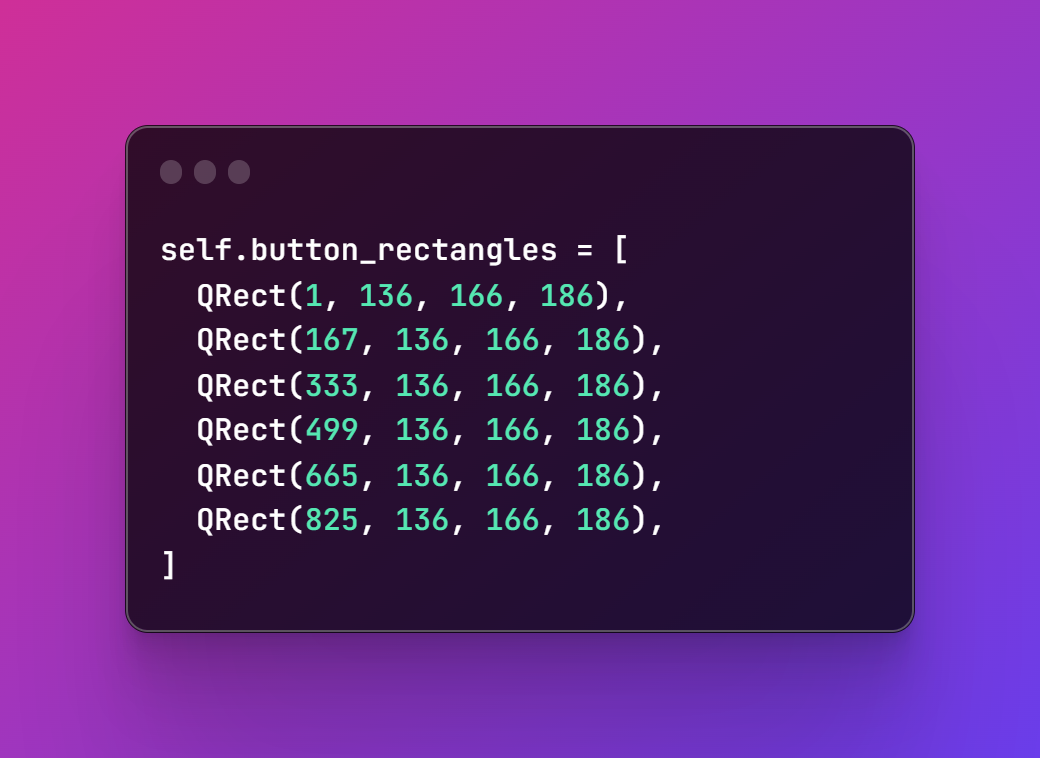 self.button_rectangles = [
  QRect(1, 136, 166, 186),
  QRect(167, 136, 166, 186),
  QRect(333, 136, 166, 186),
  QRect(499, 136, 166, 186),
  QRect(665, 136, 166, 186),
  QRect(825, 136, 166, 186),
]